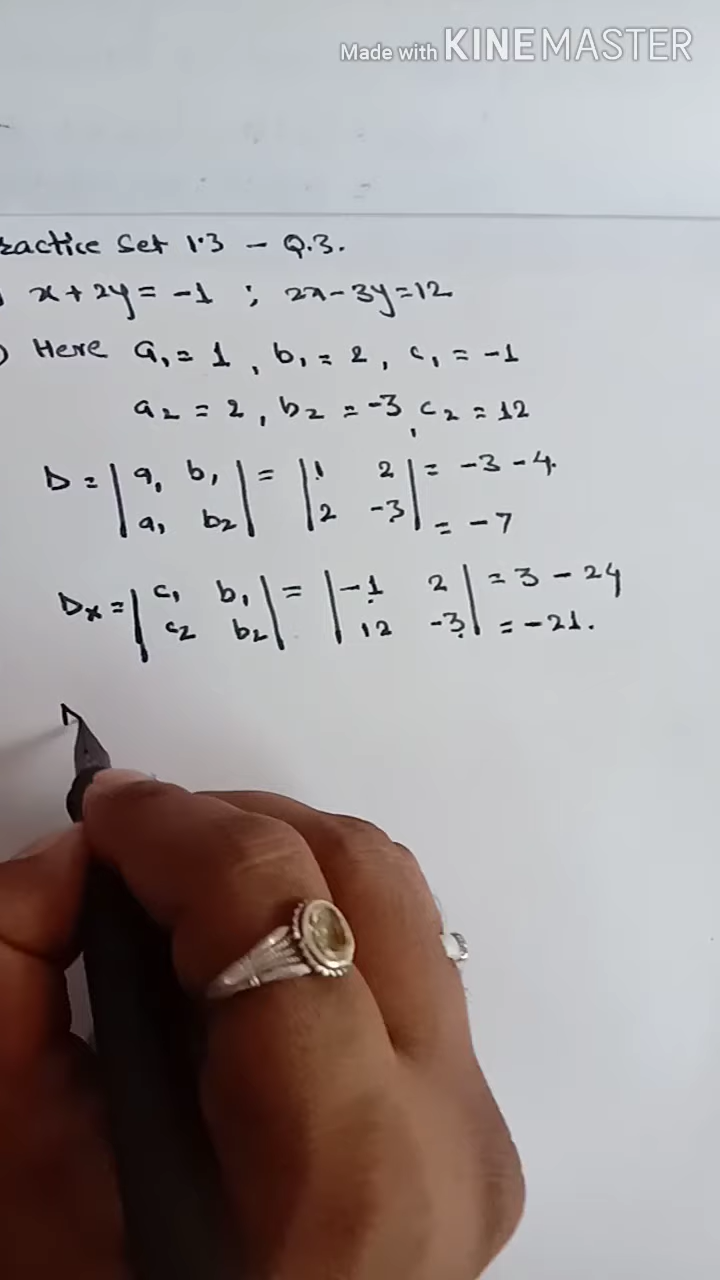 Made with KINEMASTER
ractice Set 1.3 - Q.3.
x + 2y = -1 ; 2x - 3y = 12
) Here a₁ = 1 , b₁ = 2 , c₁ = -1
a₂ = 2 , b₂ = -3 , c₂ = 12
D = | a₁ b₁ | = | 1 2 | = -3 - 4
| a₁ b₂ | | 2 -3 | = -7
Dx = | c₁ b₁ | = | -1 2 | = 3 - 24
| c₂ b₂ | | 12 -3 | = -21.